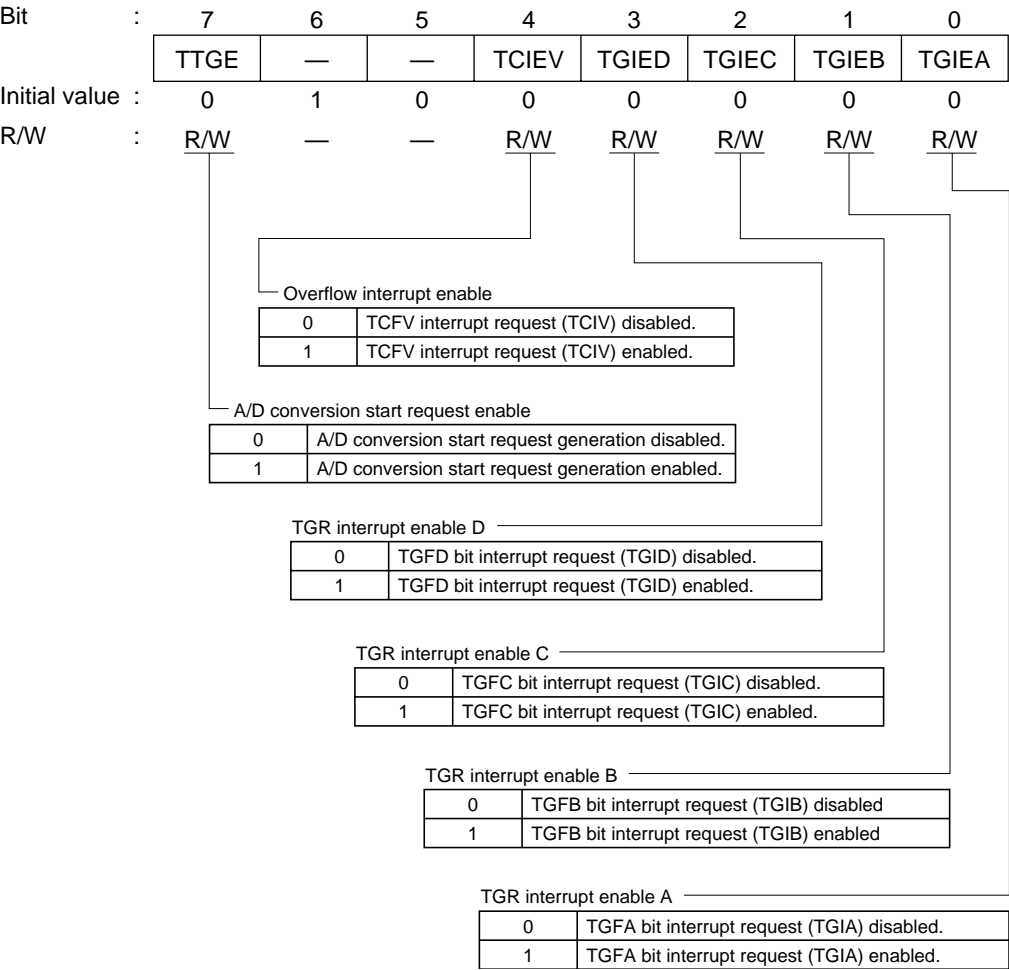 Bit : 7 6 5 4 3 2 1 0
TTGE — — TCIEV TGIED TGIEC TGIEB TGIEA
Initial value : 0 1 0 0 0 0 0 0
R/W : R/W — — R/W R/W R/W R/W R/W
Overflow interrupt enable
0 TCFV interrupt request (TCIV) disabled.
1 TCFV interrupt request (TCIV) enabled.
A/D conversion start request enable
0 A/D conversion start request generation disabled.
1 A/D conversion start request generation enabled.
TGR interrupt enable D
0 TGFD bit interrupt request (TGID) disabled.
1 TGFD bit interrupt request (TGID) enabled.
TGR interrupt enable C
0 TGFC bit interrupt request (TGIC) disabled.
1 TGFC bit interrupt request (TGIC) enabled.
TGR interrupt enable B
0 TGFB bit interrupt request (TGIB) disabled
1 TGFB bit interrupt request (TGIB) enabled
TGR interrupt enable A
0 TGFA bit interrupt request (TGIA) disabled.
1 TGFA bit interrupt request (TGIA) enabled.